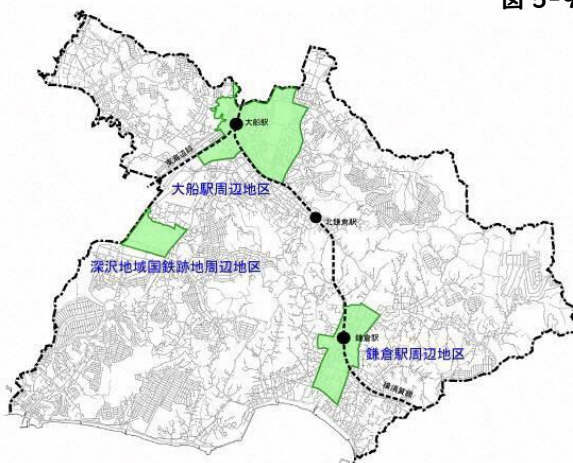 図 5-9
大船駅
東海道線
大船駅周辺地区
北鎌倉駅
深沢地域国鉄跡地周辺地区
鎌倉駅
鎌倉駅周辺地区
横須賀線